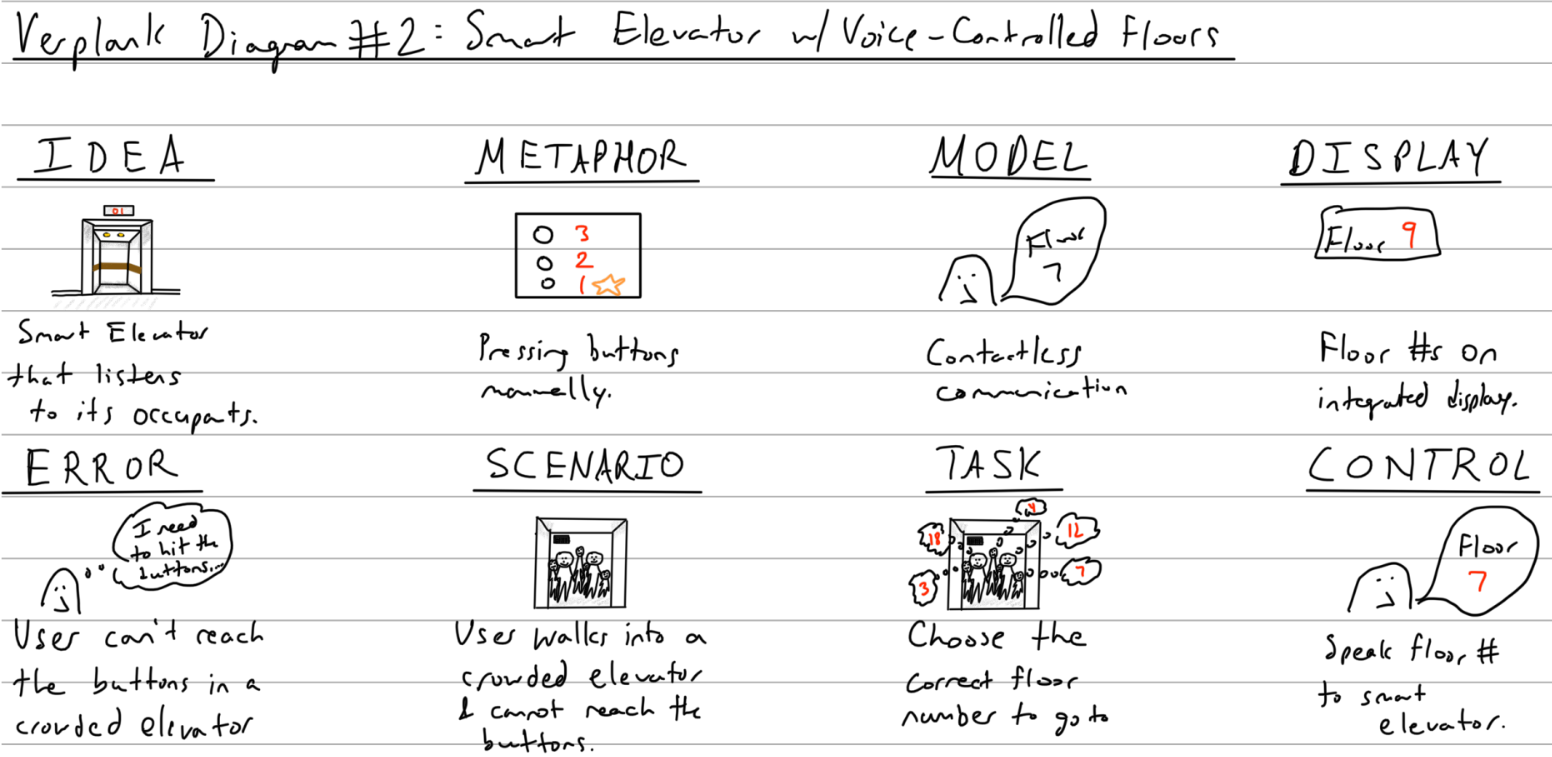 Verplank Diagram #2: Smart Elevator w/ Voice-Controlled Floors
IDEA
01
Smart Elevator
that listens
to its occupants.
METAPHOR
3
2
1
Pressing buttons
manually.
MODEL
Floor
7
Contactless
communication
DISPLAY
Floor 9
Floor #s on
integrated display.
ERROR
I need
to hit the
buttons...
User can't reach
the buttons in a
crowded elevator
SCENARIO
User walks into a
crowded elevator
& cannot reach the
buttons.
TASK
4
18
12
3
7
Choose the
correct floor
number to go to
CONTROL
Floor
7
Speak floor #
to smart
elevator.